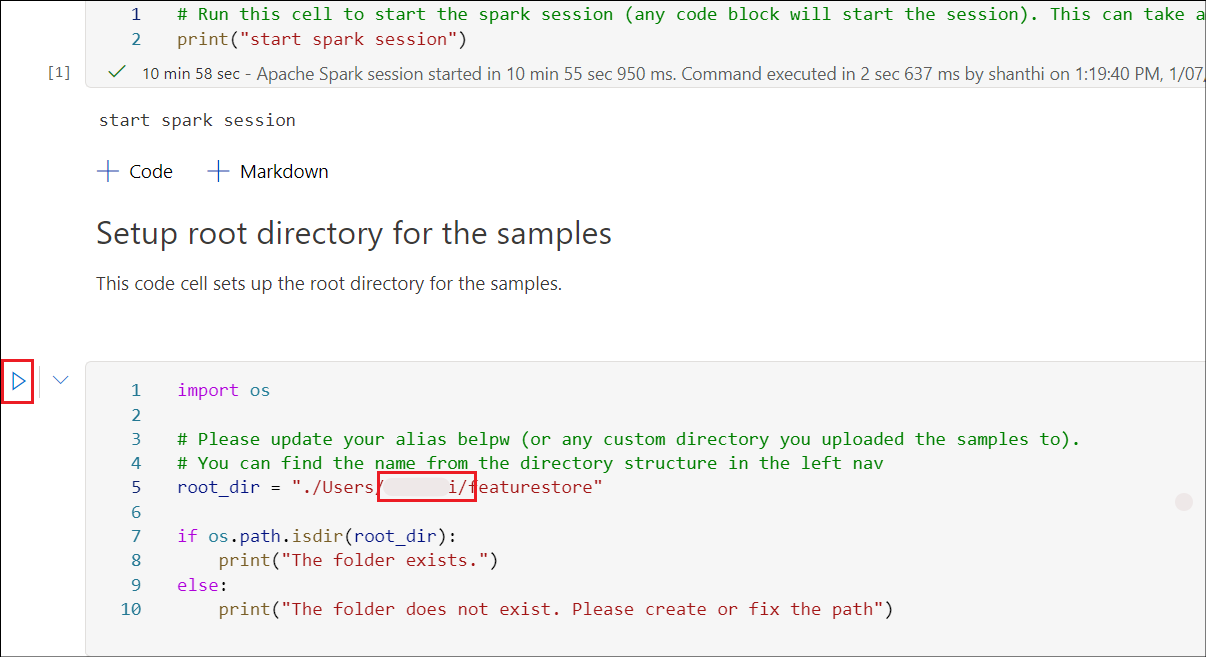 1 # Run this cell to start the spark session (any code block will start the session). This can take a
2 print("start spark session")
[1] 10 min 58 sec - Apache Spark session started in 10 min 55 sec 950 ms. Command executed in 2 sec 637 ms by shanthi on 1:19:40 PM, 1/07/
start spark session
Code Markdown
Setup root directory for the samples
This code cell sets up the root directory for the samples.
1 import os
2
3 # Please update your alias belpw (or any custom directory you uploaded the samples to).
4 # You can find the name from the directory structure in the left nav
5 root_dir = "./Users/ i/featurestore"
6
7 if os.path.isdir(root_dir):
8 print("The folder exists.")
9 else:
10 print("The folder does not exist. Please create or fix the path")